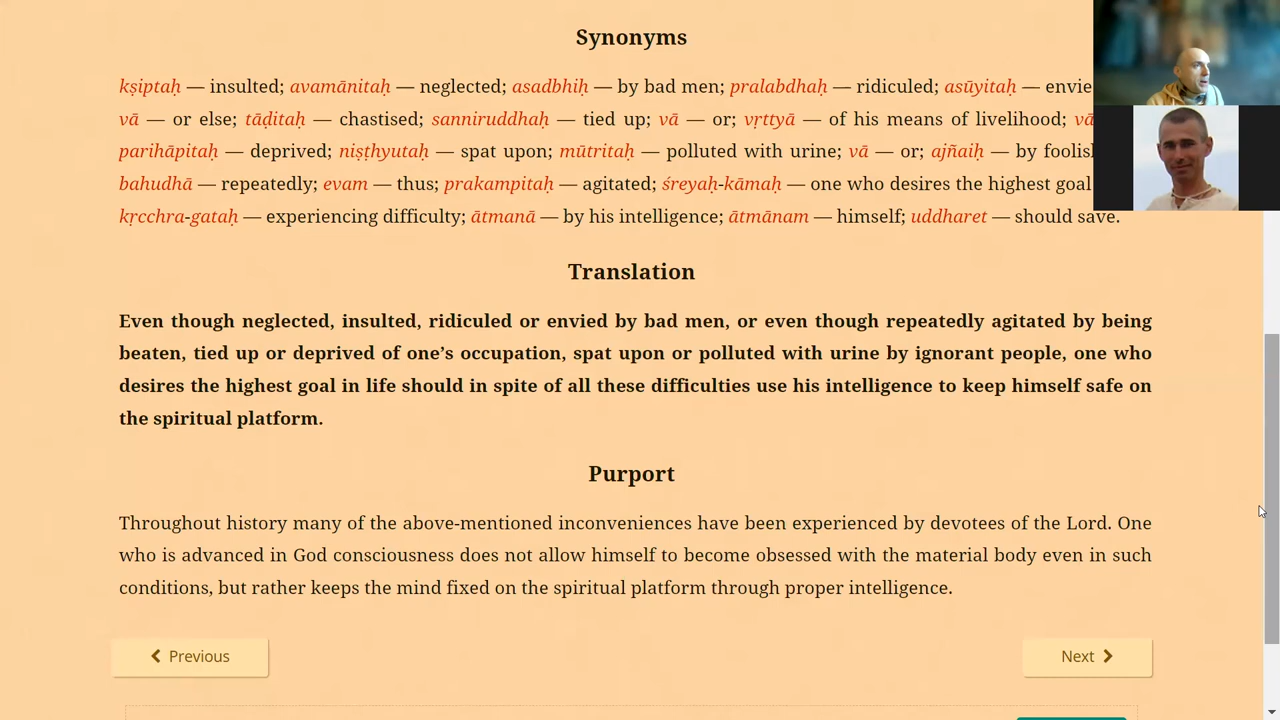 Synonyms
kṣiptaḥ — insulted; avamānitaḥ — neglected; asadbhiḥ — by bad men; pralabdhaḥ — ridiculed; asūyitaḥ —
vā — or else; tāḍitaḥ — chastised; sanniruddhaḥ — tied up; vā — or; vṛttyā — of his means of livelihood; vā
parihāpitaḥ — deprived; niṣṭhyutaḥ — spat upon; mūtritaḥ — polluted with urine; vā — or; ajñaiḥ — by
bahudhā — repeatedly; evam — thus; prakampitaḥ — agitated; śreyaḥ-kāmaḥ — one who desires the highest goal
kṛcchra-gataḥ — experiencing difficulty; ātmanā — by his intelligence; ātmānam — himself; uddharet — should save.
Translation
Even though neglected, insulted, ridiculed or envied by bad men, or even though repeatedly agitated by being
beaten, tied up or deprived of one’s occupation, spat upon or polluted with urine by ignorant people, one who
desires the highest goal in life should in spite of all these difficulties use his intelligence to keep himself safe on
the spiritual platform.
Purport
Throughout history many of the above-mentioned inconveniences have been experienced by devotees of the Lord. One
who is advanced in God consciousness does not allow himself to become obsessed with the material body even in such
conditions, but rather keeps the mind fixed on the spiritual platform through proper intelligence.
Previous
Next